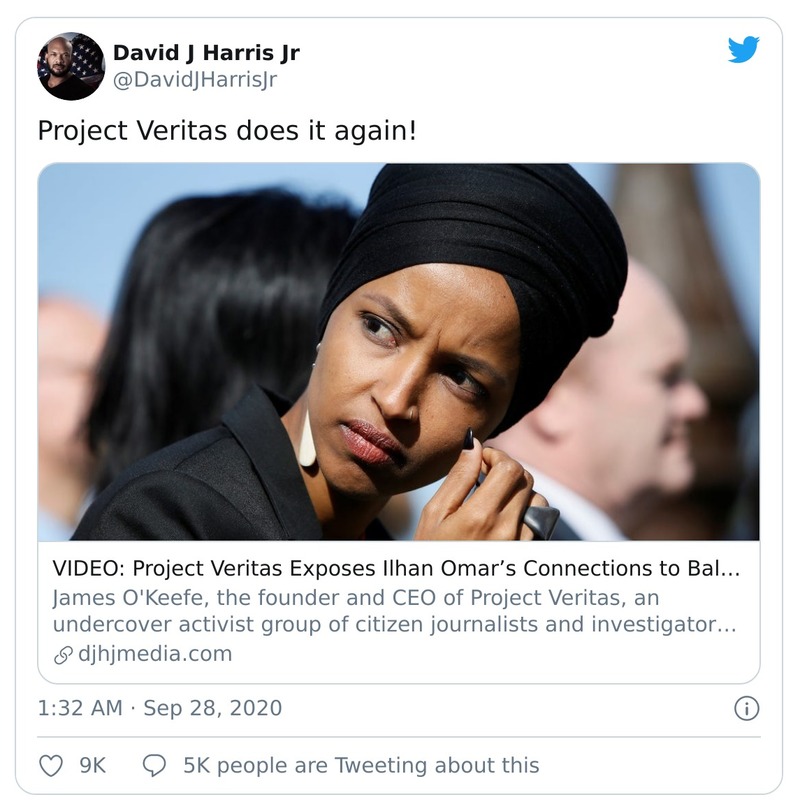 David J Harris Jr
@DavidJHarrisJr
Project Veritas does it again!
VIDEO: Project Veritas Exposes Ilhan Omar’s Connections to Bal...
James O'Keefe, the founder and CEO of Project Veritas, an
undercover activist group of citizen journalists and investigator...
djhjmedia.com
1:32 AM · Sep 28, 2020
9K 5K people are Tweeting about this